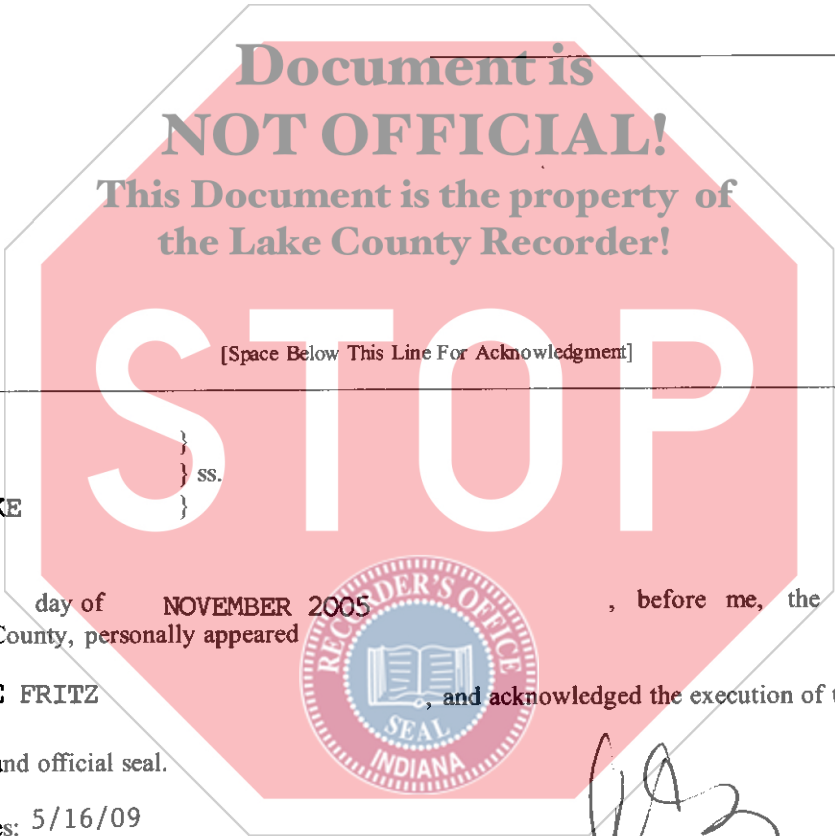 Document is
NOT OFFICIAL!
This Document is the property of
the Lake County Recorder!
STOP
[Space Below This Line For Acknowledgment]
}
} ss.
KE }
day of NOVEMBER 2005 , before me, the
County, personally appeared
FRITZ , and acknowledged the execution of
RECORDER'S OFFICE
SEAL
INDIANA
and official seal.
es: 5/16/09